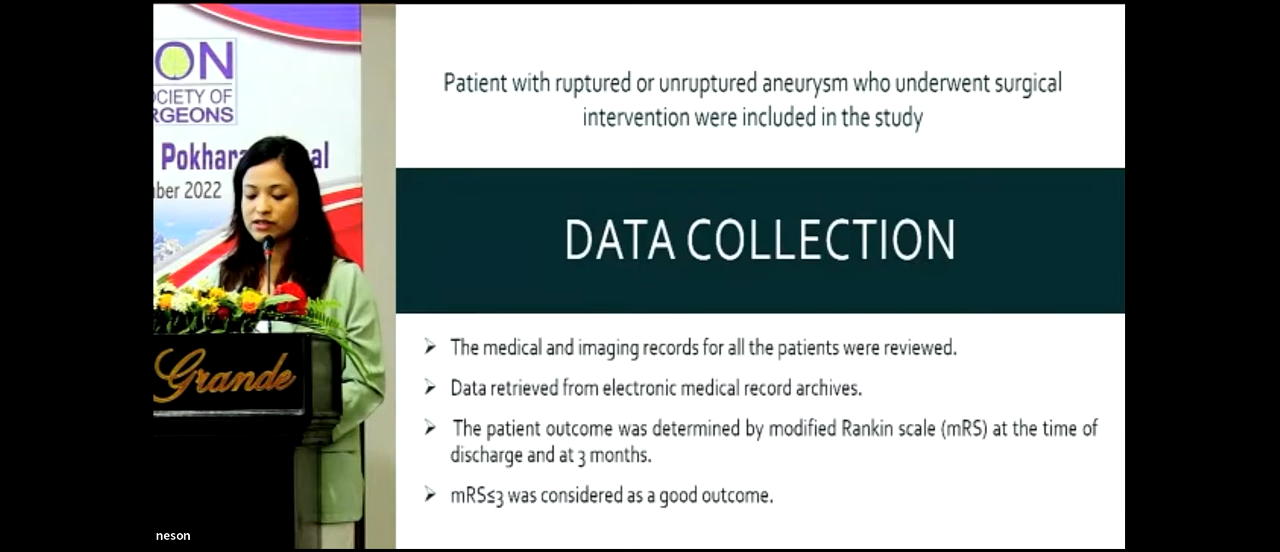 ON
SOCIETY OF
RGEONS
Pokhara
ber 2022
Grande
neson
Patient with ruptured or unruptured aneurysm who underwent surgical
intervention were included in the study
DATA COLLECTION
➢ The medical and imaging records for all the patients were reviewed.
➢ Data retrieved from electronic medical record archives.
➢ The patient outcome was determined by modified Rankin scale (mRS) at the time of
discharge and at 3 months.
➢ mRS≤3 was considered as a good outcome.